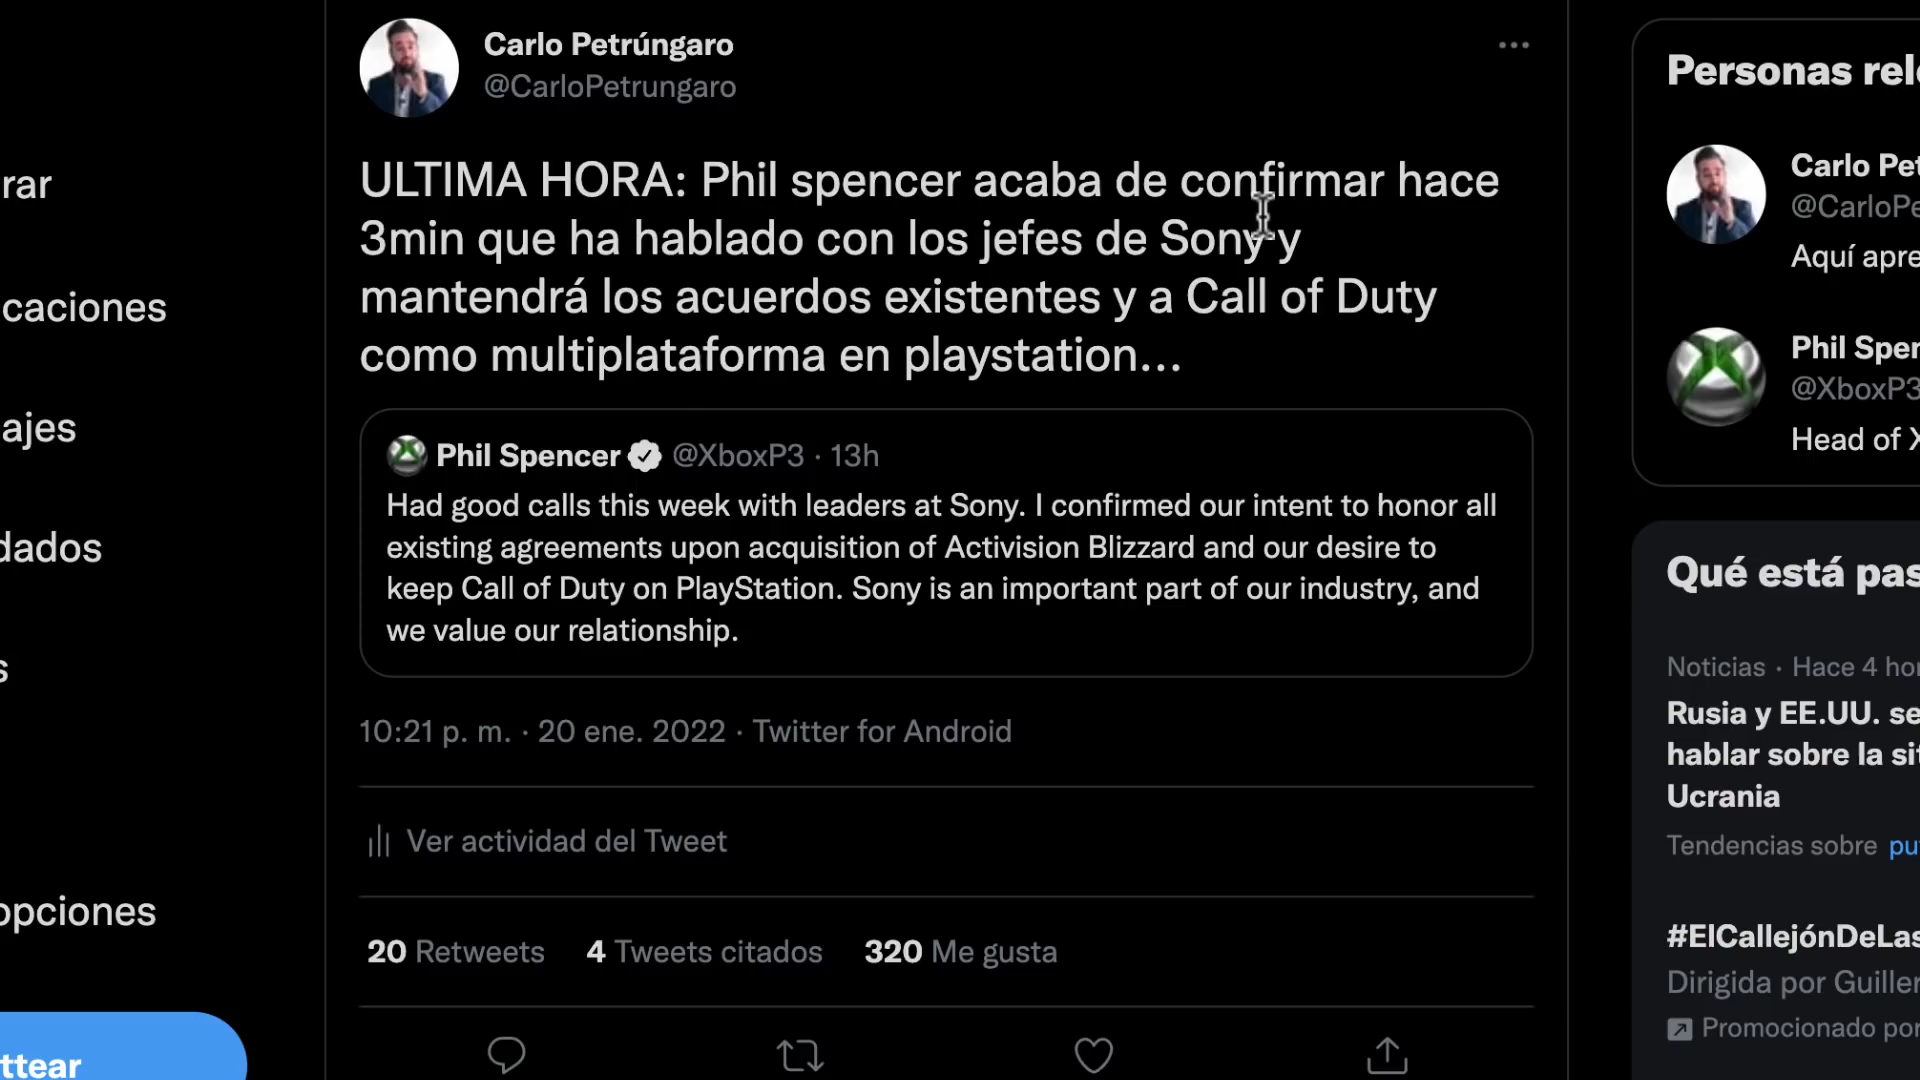 rar
caciones
ajes
dados
s
opciones
ttear
Carlo Petrúngaro
@CarloPetrungaro
ULTIMA HORA: Phil spencer acaba de confirmar hace
3min que ha hablado con los jefes de Sony y
mantendrá los acuerdos existentes y a Call of Duty
como multiplataforma en playstation...
Phil Spencer @XboxP3 · 13h
Had good calls this week with leaders at Sony. I confirmed our intent to honor all
existing agreements upon acquisition of Activision Blizzard and our desire to
keep Call of Duty on PlayStation. Sony is an important part of our industry, and
we value our relationship.
10:21 p. m. · 20 ene. 2022 · Twitter for Android
Ver actividad del Tweet
20 Retweets 4 Tweets citados 320 Me gusta
Personas rele
Carlo Pet
@CarloPe
Aquí apre
Phil Spen
@XboxP3
Head of X
Qué está pas
Noticias · Hace 4 hor
Rusia y EE.UU. se
hablar sobre la sit
Ucrania
Tendencias sobre pu
#ElCallejónDeLas
Dirigida por Guiller
Promocionado por